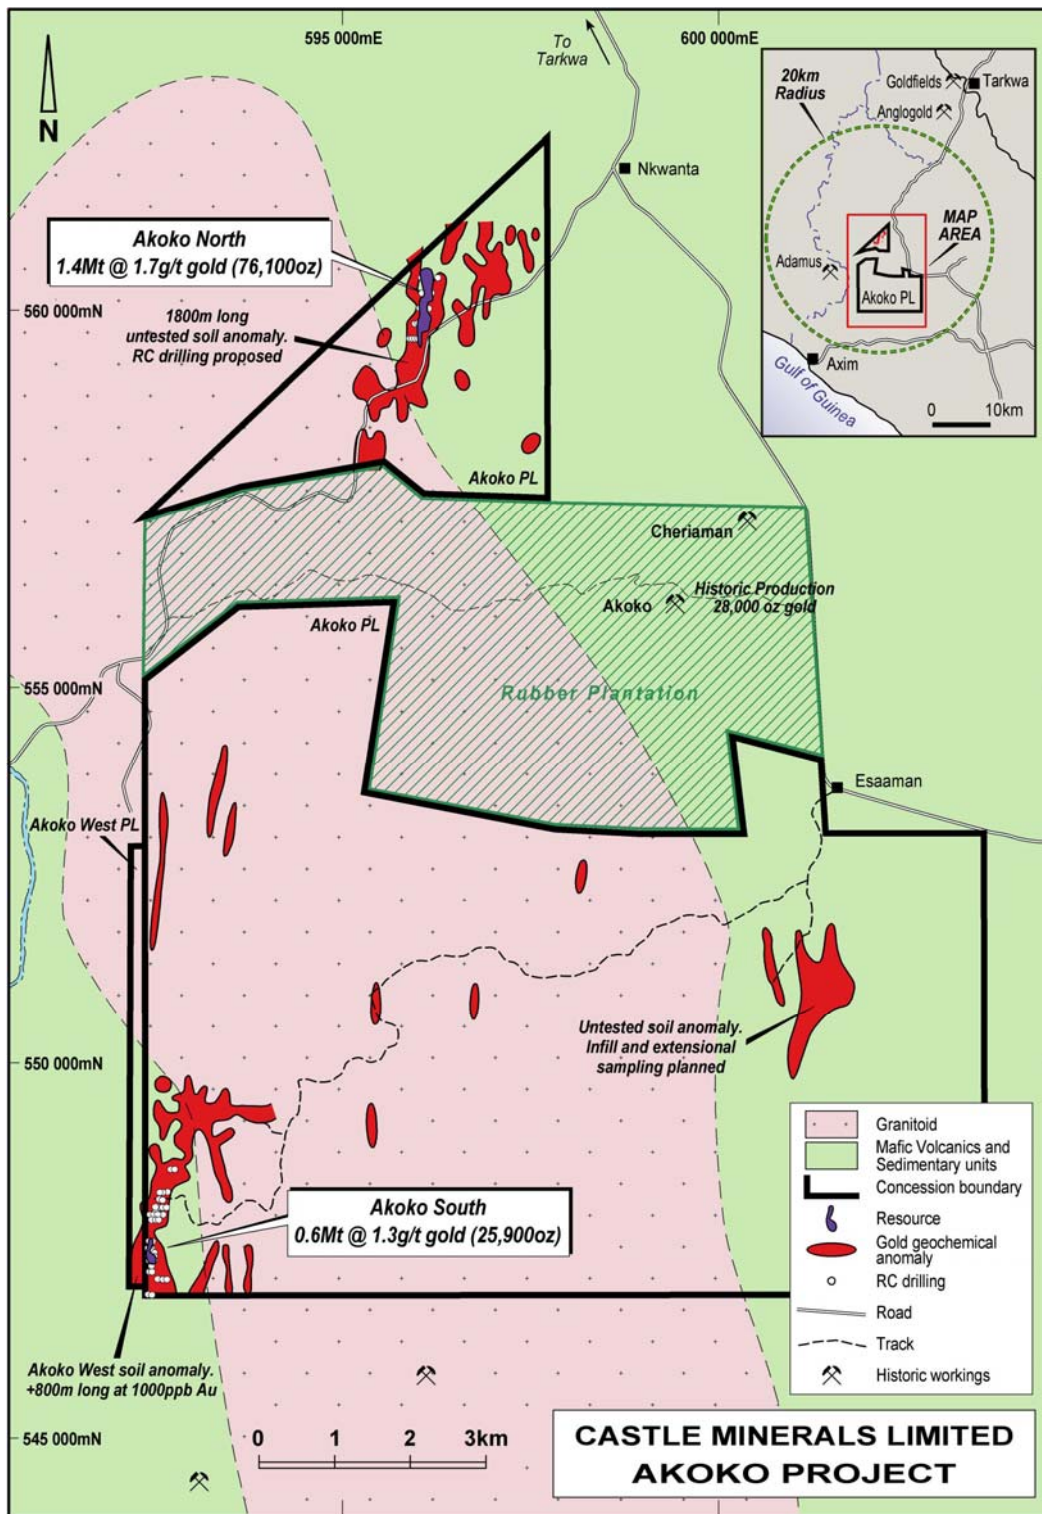 595 000mE
600 000mE
To
Tarkwa
N
20km
Radius
Goldfields
Tarkwa
Anglogold
MAP
AREA
Adamus
Akoko PL
Axim
Gulf of Guinea
0 10km
Nkwanta
Akoko North
1.4Mt @ 1.7g/t gold (76,100oz)
560 000mN
1800m long
untested soil anomaly.
RC drilling proposed
Akoko PL
Cheriaman
Historic Production
28,000 oz gold
Akoko
Akoko PL
555 000mN
Rubber Plantation
Esaaman
Akoko West PL
Untested soil anomaly.
Infill and extensional
sampling planned
550 000mN
Akoko South
0.6Mt @ 1.3g/t gold (25,900oz)
Granitoid
Mafic Volcanics and
Sedimentary units
Concession boundary
Resource
Gold geochemical
anomaly
RC drilling
Road
Track
Historic workings
Akoko West soil anomaly.
+800m long at 1000ppb Au
545 000mN
0 1 2 3km
CASTLE MINERALS LIMITED
AKOKO PROJECT